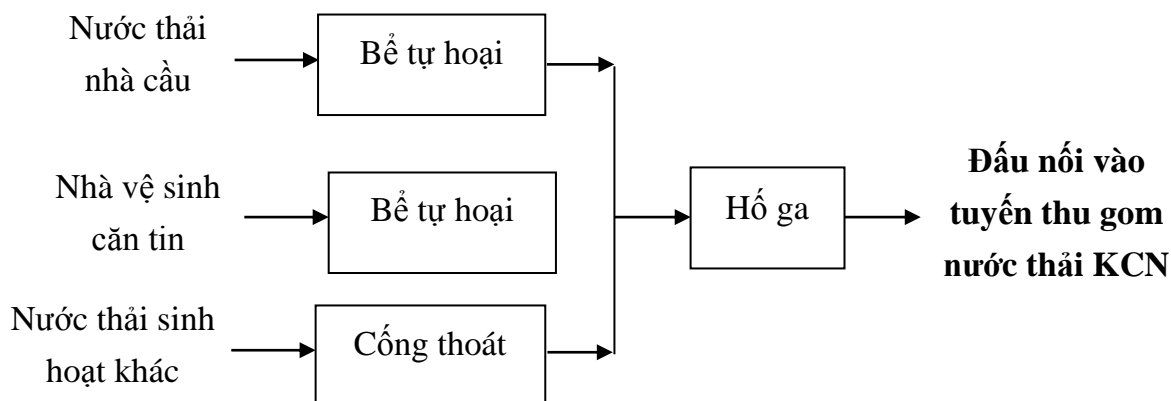 Nước thải
nhà cầu
Bể tự hoại
Nhà vệ sinh
căn tin
Bể tự hoại
Nước thải sinh
hoạt khác
Cống thoát
Hố ga
Đấu nối vào
tuyến thu gom
nước thải KCN